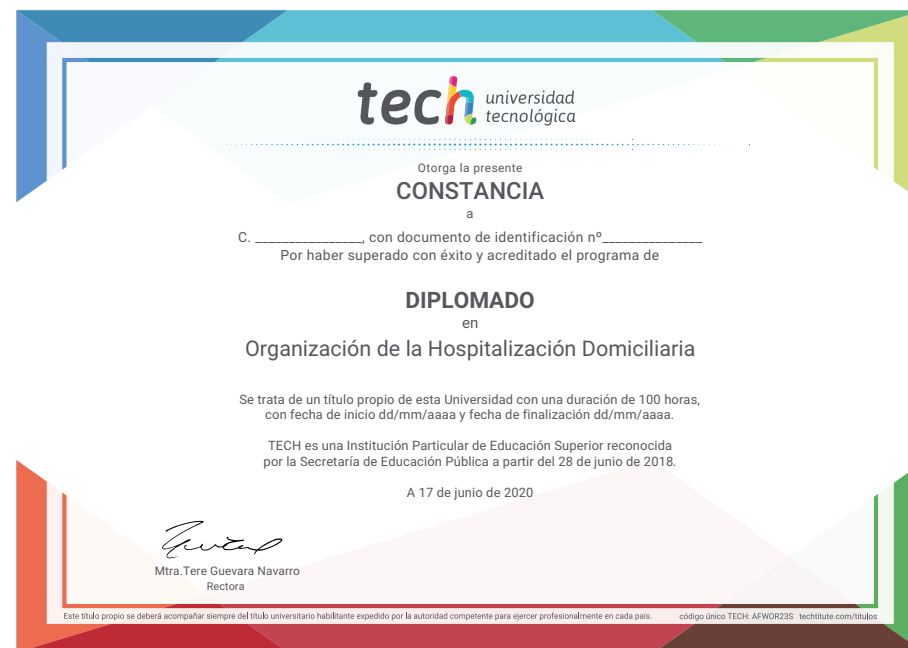 tech universidad
tecnológica
Otorga la presente
CONSTANCIA
a
C. ________________, con documento de identificación nº_______________
Por haber superado con éxito y acreditado el programa de
DIPLOMADO
en
Organización de la Hospitalización Domiciliaria
Se trata de un título propio de esta Universidad con una duración de 100 horas,
con fecha de inicio dd/mm/aaaa y fecha de finalización dd/mm/aaaa.
TECH es una Institución Particular de Educación Superior reconocida
por la Secretaría de Educación Pública a partir del 28 de junio de 2018.
A 17 de junio de 2020
Mtra.Tere Guevara Navarro
Rectora
Este título propio se deberá acompañar siempre del título universitario habilitante expedido por la autoridad competente para ejercer profesionalmente en cada país. código único TECH: AFWOR23S techtitute.com/titulos